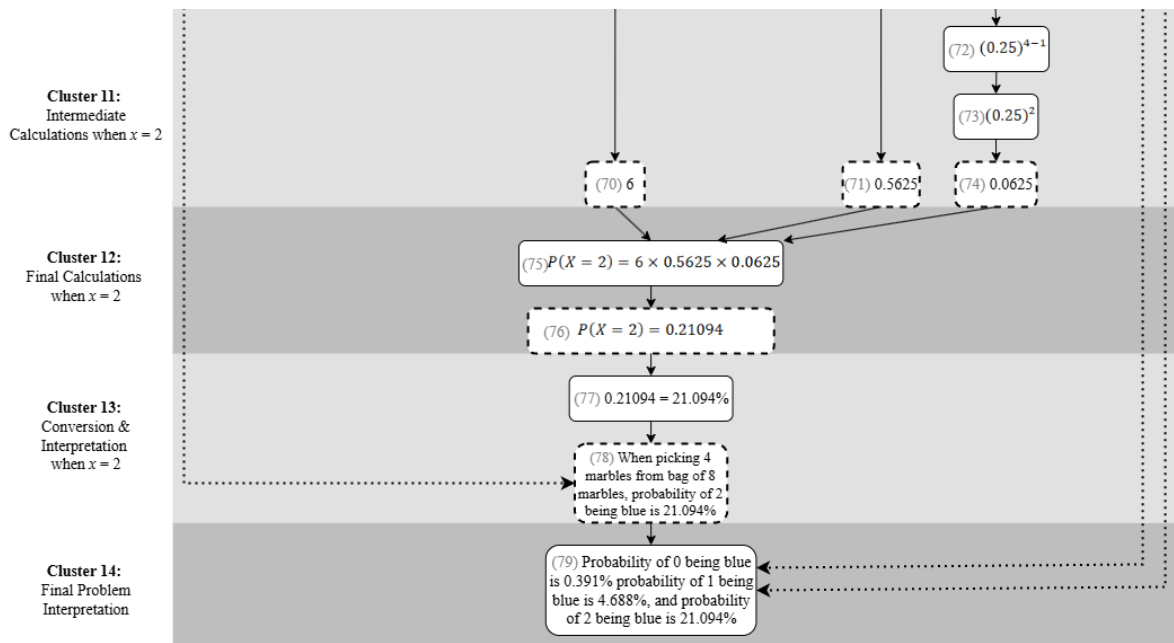 (72) (0.25)⁴⁻¹
Cluster 11:
Intermediate
Calculations when x = 2
(73)(0.25)²
(70) 6
(71) 0.5625
(74) 0.0625
Cluster 12:
Final Calculations
when x = 2
(75)P(X = 2) = 6 × 0.5625 × 0.0625
(76) P(X = 2) = 0.21094
Cluster 13:
Conversion &
Interpretation
when x = 2
(77) 0.21094 = 21.094%
(78) When picking 4
marbles from bag of 8
marbles, probability of 2
being blue is 21.094%
Cluster 14:
Final Problem
Interpretation
(79) Probability of 0 being blue
is 0.391% probability of 1 being
blue is 4.688%, and probability
of 2 being blue is 21.094%